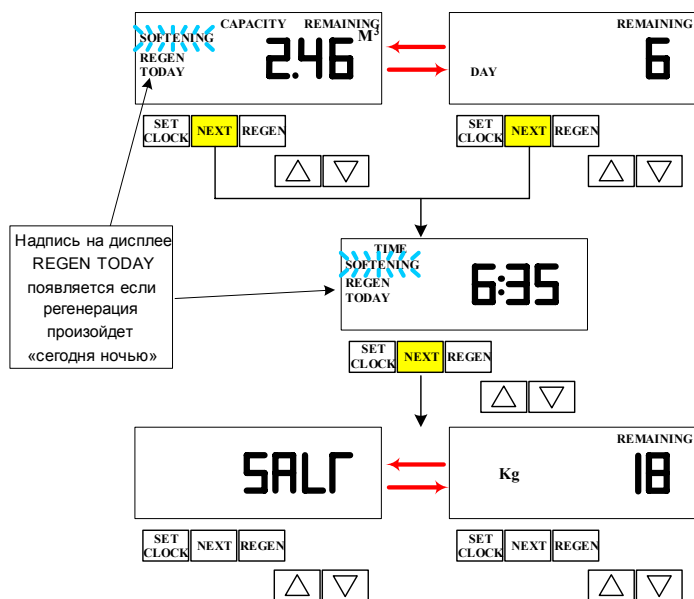 CAPACITY REMAINING
SOFTENING
2.46 M³
REGEN
TODAY
REMAINING
DAY 6
SET CLOCK NEXT REGEN
SET CLOCK NEXT REGEN
Надпись на дисплее
REGEN TODAY
появляется если
регенерация
произойдет
«сегодня ночью»
TIME
SOFTENING
REGEN
TODAY
6:35
SET CLOCK NEXT REGEN
SALT
REMAINING
Kg 18
SET CLOCK NEXT REGEN
SET CLOCK NEXT REGEN